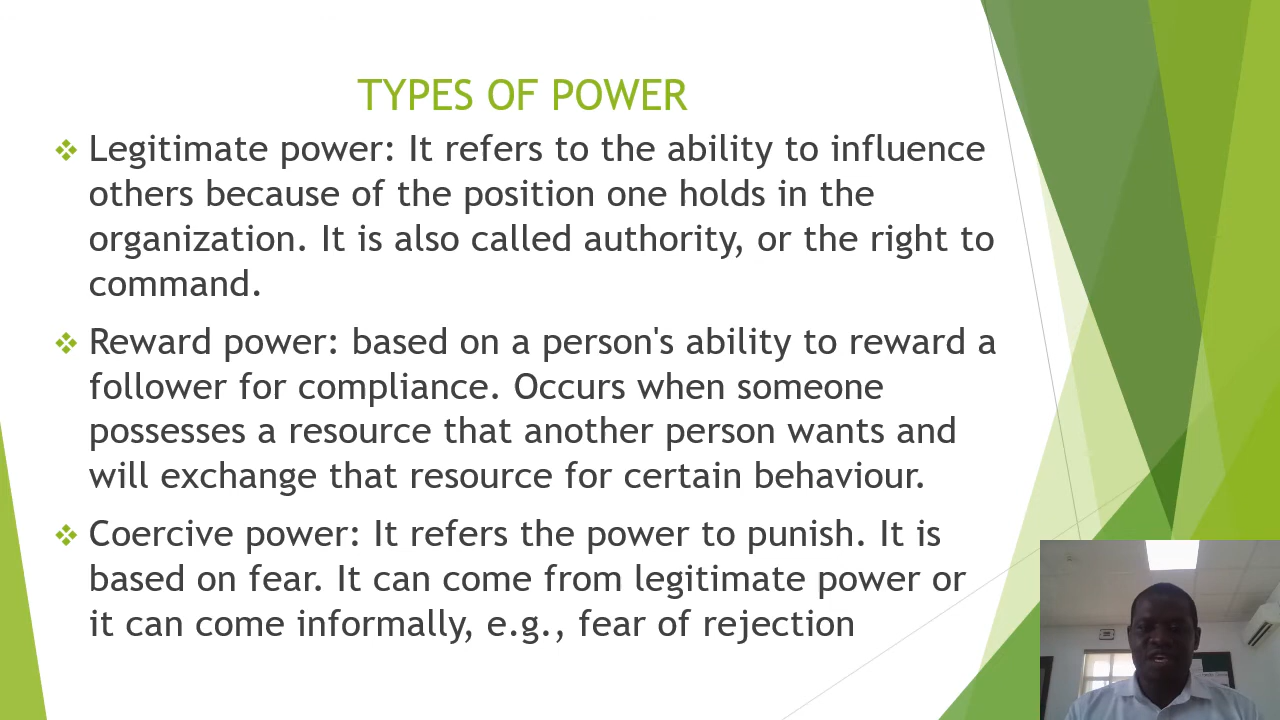 TYPES OF POWER
Legitimate power: It refers to the ability to influence
others because of the position one holds in the
organization. It is also called authority, or the right to
command.
Reward power: based on a person's ability to reward a
follower for compliance. Occurs when someone
possesses a resource that another person wants and
will exchange that resource for certain behaviour.
Coercive power: It refers the power to punish. It is
based on fear. It can come from legitimate power or
it can come informally, e.g., fear of rejection